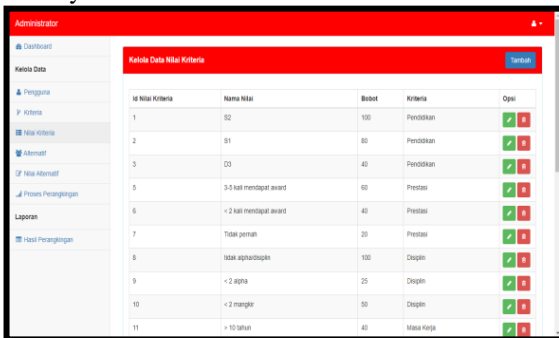 Administrator
Dashboard
Kelola Data
Pengguna
Kriteria
Nilai Kriteria
Alternatif
Nilai Alternatif
Proses Perangkingan
Laporan
Hasil Perangkingan
Kelola Data Nilai Kriteria
Tambah
Id Nilai Kriteria Nama Nilai Bobot Kriteria Opsi
1 S2 100 Pendidikan
2 S1 80 Pendidikan
3 D3 40 Pendidikan
5 3-5 kali mendapat award 60 Prestasi
6 < 2 kali mendapat award 40 Prestasi
7 Tidak pernah 20 Prestasi
8 tidak alpha/disiplin 100 Disiplin
9 < 2 alpha 25 Disiplin
10 < 2 mangkir 50 Disiplin
11 > 10 tahun 40 Masa Kerja